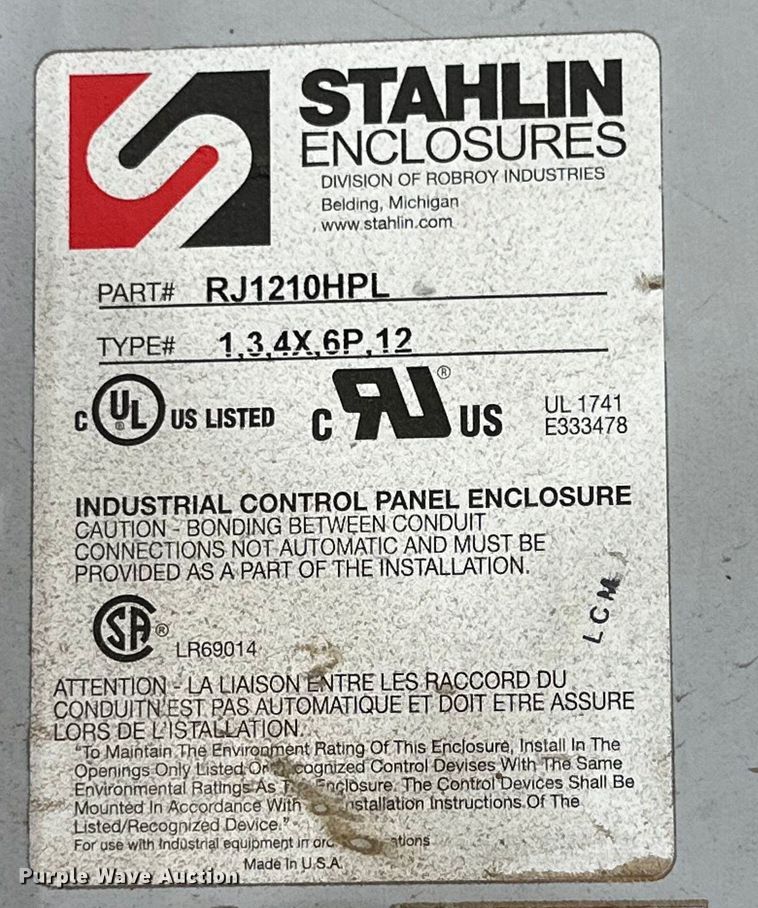 STAHLIN
ENCLOSURES
DIVISION OF ROBROY INDUSTRIES
Belding, Michigan
www.stahlin.com
PART# RJ1210HPL
TYPE# 1,3,4X,6P,12
C UL ® US LISTED
C RU ® US
UL 1741
E333478
INDUSTRIAL CONTROL PANEL ENCLOSURE
CAUTION - BONDING BETWEEN CONDUIT
CONNECTIONS NOT AUTOMATIC AND MUST BE
PROVIDED AS A PART OF THE INSTALLATION.
LCM
SA ® LR69014
ATTENTION - LA LIAISON ENTRE LES RACCORD DU
CONDUITN'EST PAS AUTOMATIQUE ET DOIT ETRE ASSURE
LORS DE L'ISTALLATION.
"To Maintain The Environment Rating Of This Enclosure, Install In The
Openings Only Listed Or cognized Control Devises With The Same
Environmental Ratings As Enclosure. The Control Devices Shall Be
Mounted In Accordance With nstallation Instructions Of The
Listed/Recognized Device."
For use with Industrial equipment in
Made In U.S.A.
Purple Wave Auction